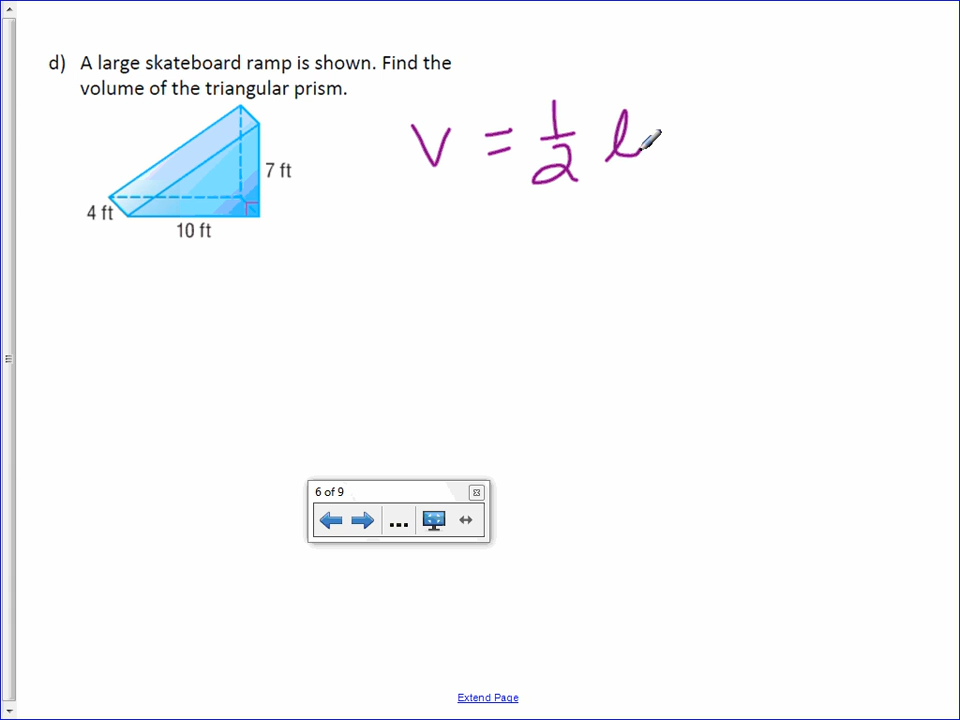 d) A large skateboard ramp is shown. Find the
volume of the triangular prism.
V = 1/2 l
7 ft
4 ft
10 ft
6 of 9
...
Extend Page